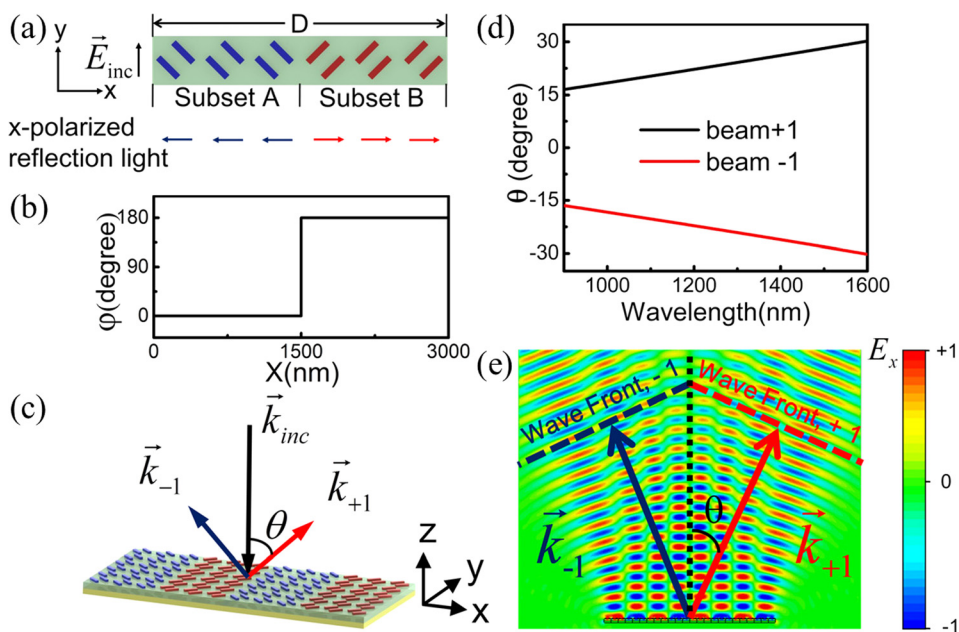 (a)
D
y
x
E⃗inc
Subset A
Subset B
x-polarized
reflection light
(b)
φ(degree)
180
90
0
0
1500
3000
X(nm)
(c)
k⃗inc
k⃗-1
θ
k⃗+1
z
y
x
(d)
θ (degree)
30
15
0
-15
-30
beam+1
beam -1
1000
1200
1400
1600
Wavelength(nm)
(e)
Wave Front, - 1
Wave Front, + 1
θ
k⃗-1
k⃗+1
Ex
+1
0
-1